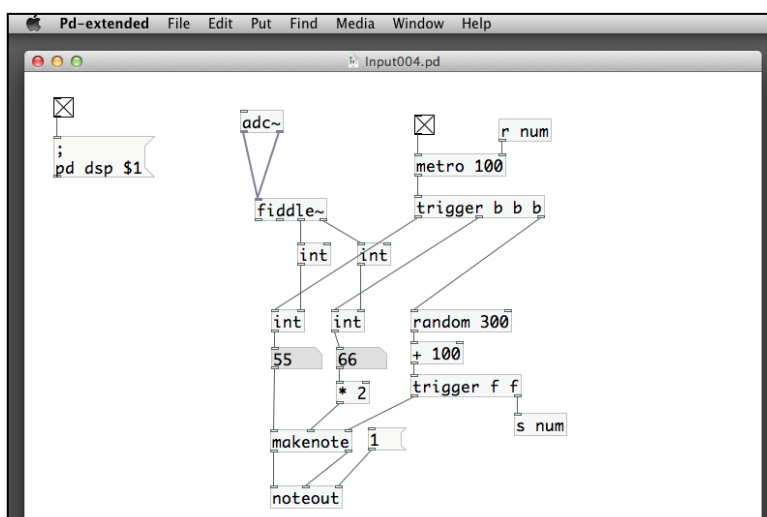 Pd-extended File Edit Put Find Media Window Help
Input004.pd
;
pd dsp $1
adc~
r num
metro 100
fiddle~
trigger b b b
int
int
int
int
random 300
55
66
+ 100
* 2
trigger f f
s num
makenote
1
noteout